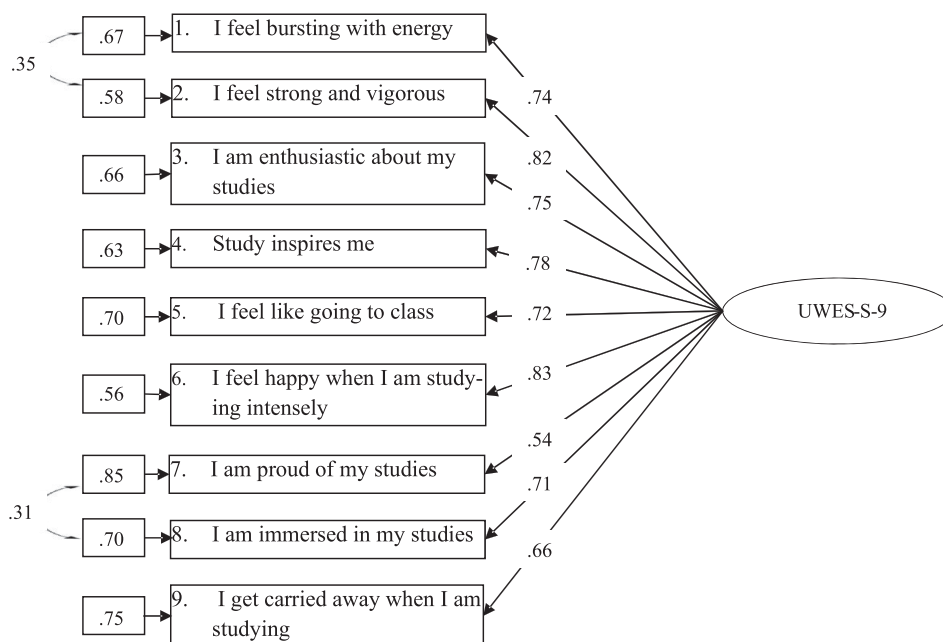 .67 1. I feel bursting with energy
.35
.58 2. I feel strong and vigorous
.74
.82
.66 3. I am enthusiastic about my
studies
.75
.63 4. Study inspires me
.78
.70 5. I feel like going to class
.72
UWES-S-9
.56 6. I feel happy when I am study-
ing intensely
.83
.54
.85 7. I am proud of my studies
.71
.31
.70 8. I am immersed in my studies
.66
.75 9. I get carried away when I am
studying